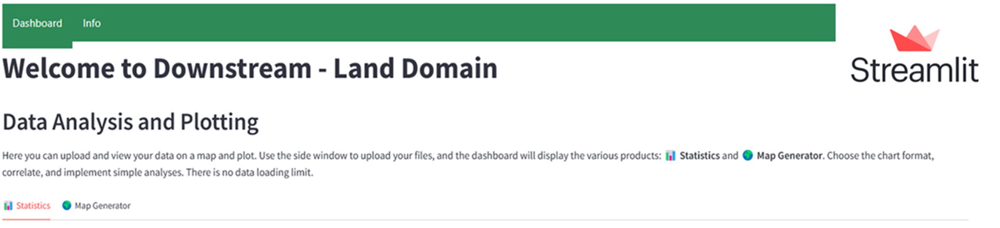 Dashboard Info
Streamlit
Welcome to Downstream - Land Domain
Data Analysis and Plotting
Here you can upload and view your data on a map and plot. Use the side window to upload your files, and the dashboard will display the various products: Statistics and Map Generator. Choose the chart format,
correlate, and implement simple analyses. There is no data loading limit.
Statistics Map Generator